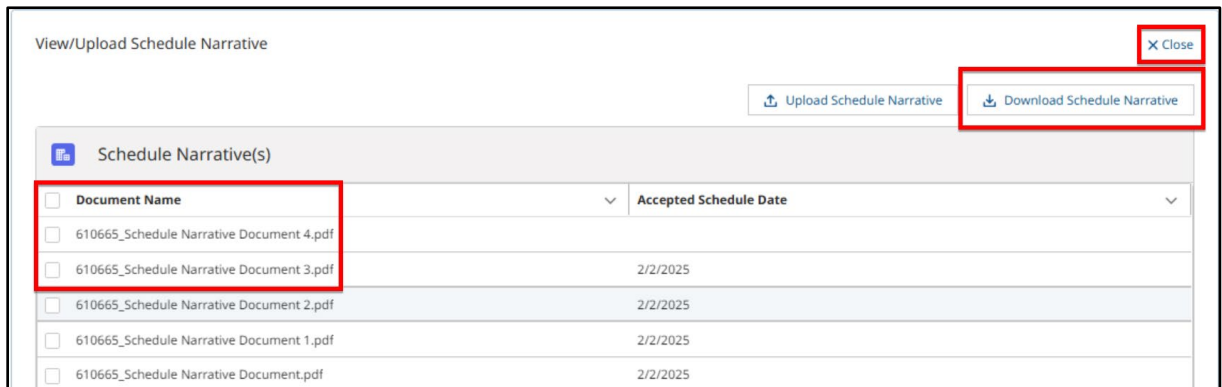 View/Upload Schedule Narrative
Close
Upload Schedule Narrative
Download Schedule Narrative
Schedule Narrative(s)
Document Name Accepted Schedule Date
610665_Schedule Narrative Document 4.pdf
610665_Schedule Narrative Document 3.pdf 2/2/2025
610665_Schedule Narrative Document 2.pdf 2/2/2025
610665_Schedule Narrative Document 1.pdf 2/2/2025
610665_Schedule Narrative Document.pdf 2/2/2025